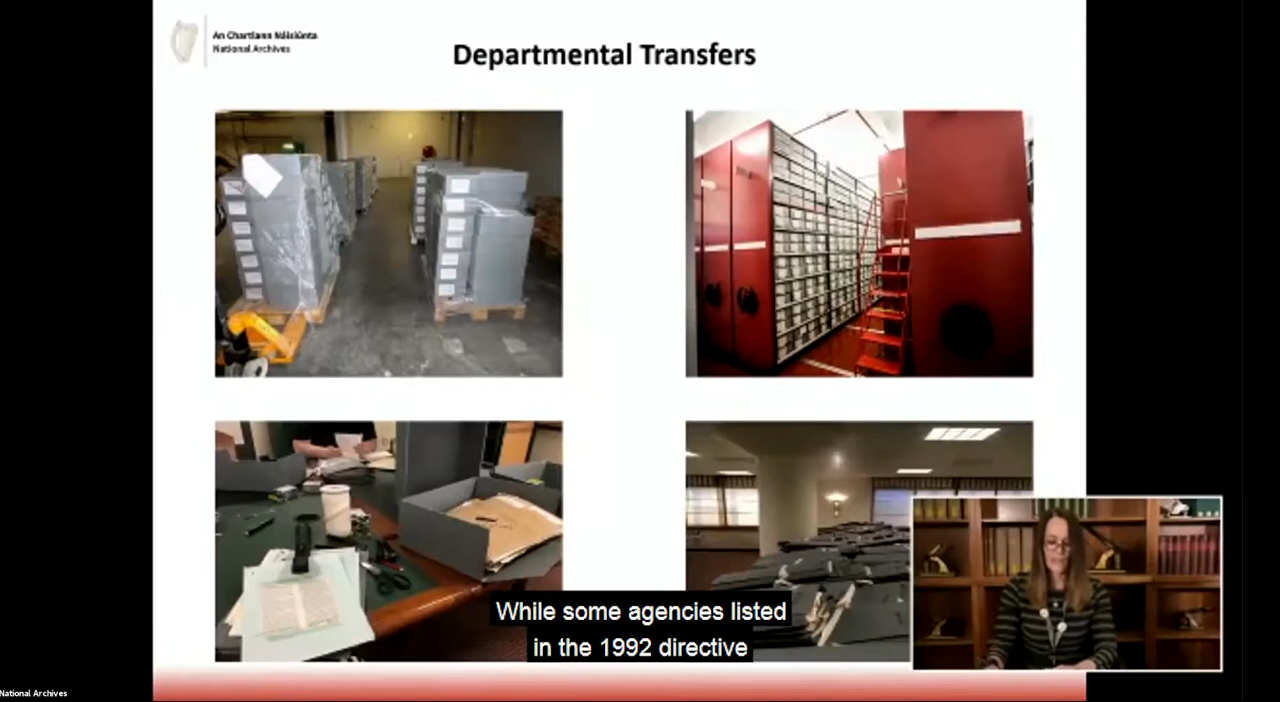 An Chartlann Náisiúnta
National Archives
Departmental Transfers
While some agencies listed
in the 1992 directive
National Archives